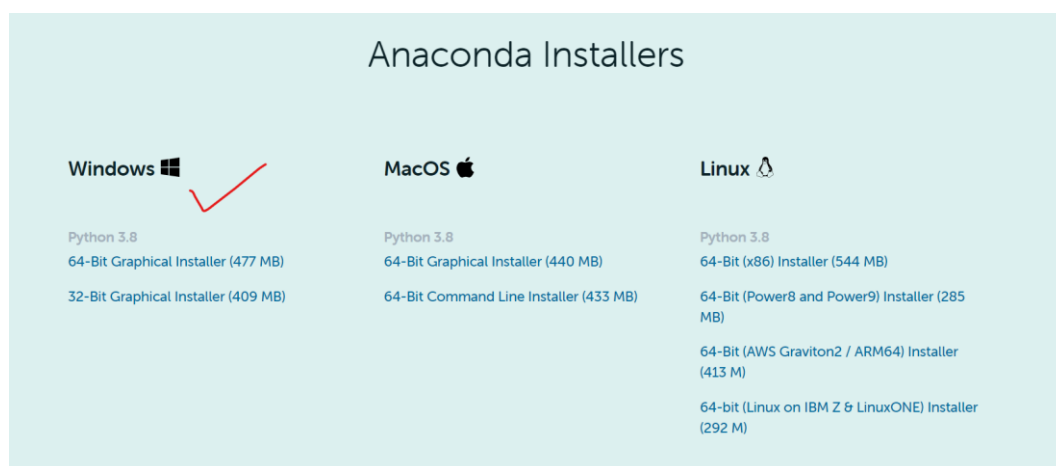 Anaconda Installers
Windows
Python 3.8
64-Bit Graphical Installer (477 MB)
32-Bit Graphical Installer (409 MB)
MacOS
Python 3.8
64-Bit Graphical Installer (440 MB)
64-Bit Command Line Installer (433 MB)
Linux
Python 3.8
64-Bit (x86) Installer (544 MB)
64-Bit (Power8 and Power9) Installer (285
MB)
64-Bit (AWS Graviton2 / ARM64) Installer
(413 M)
64-bit (Linux on IBM Z & LinuxONE) Installer
(292 M)